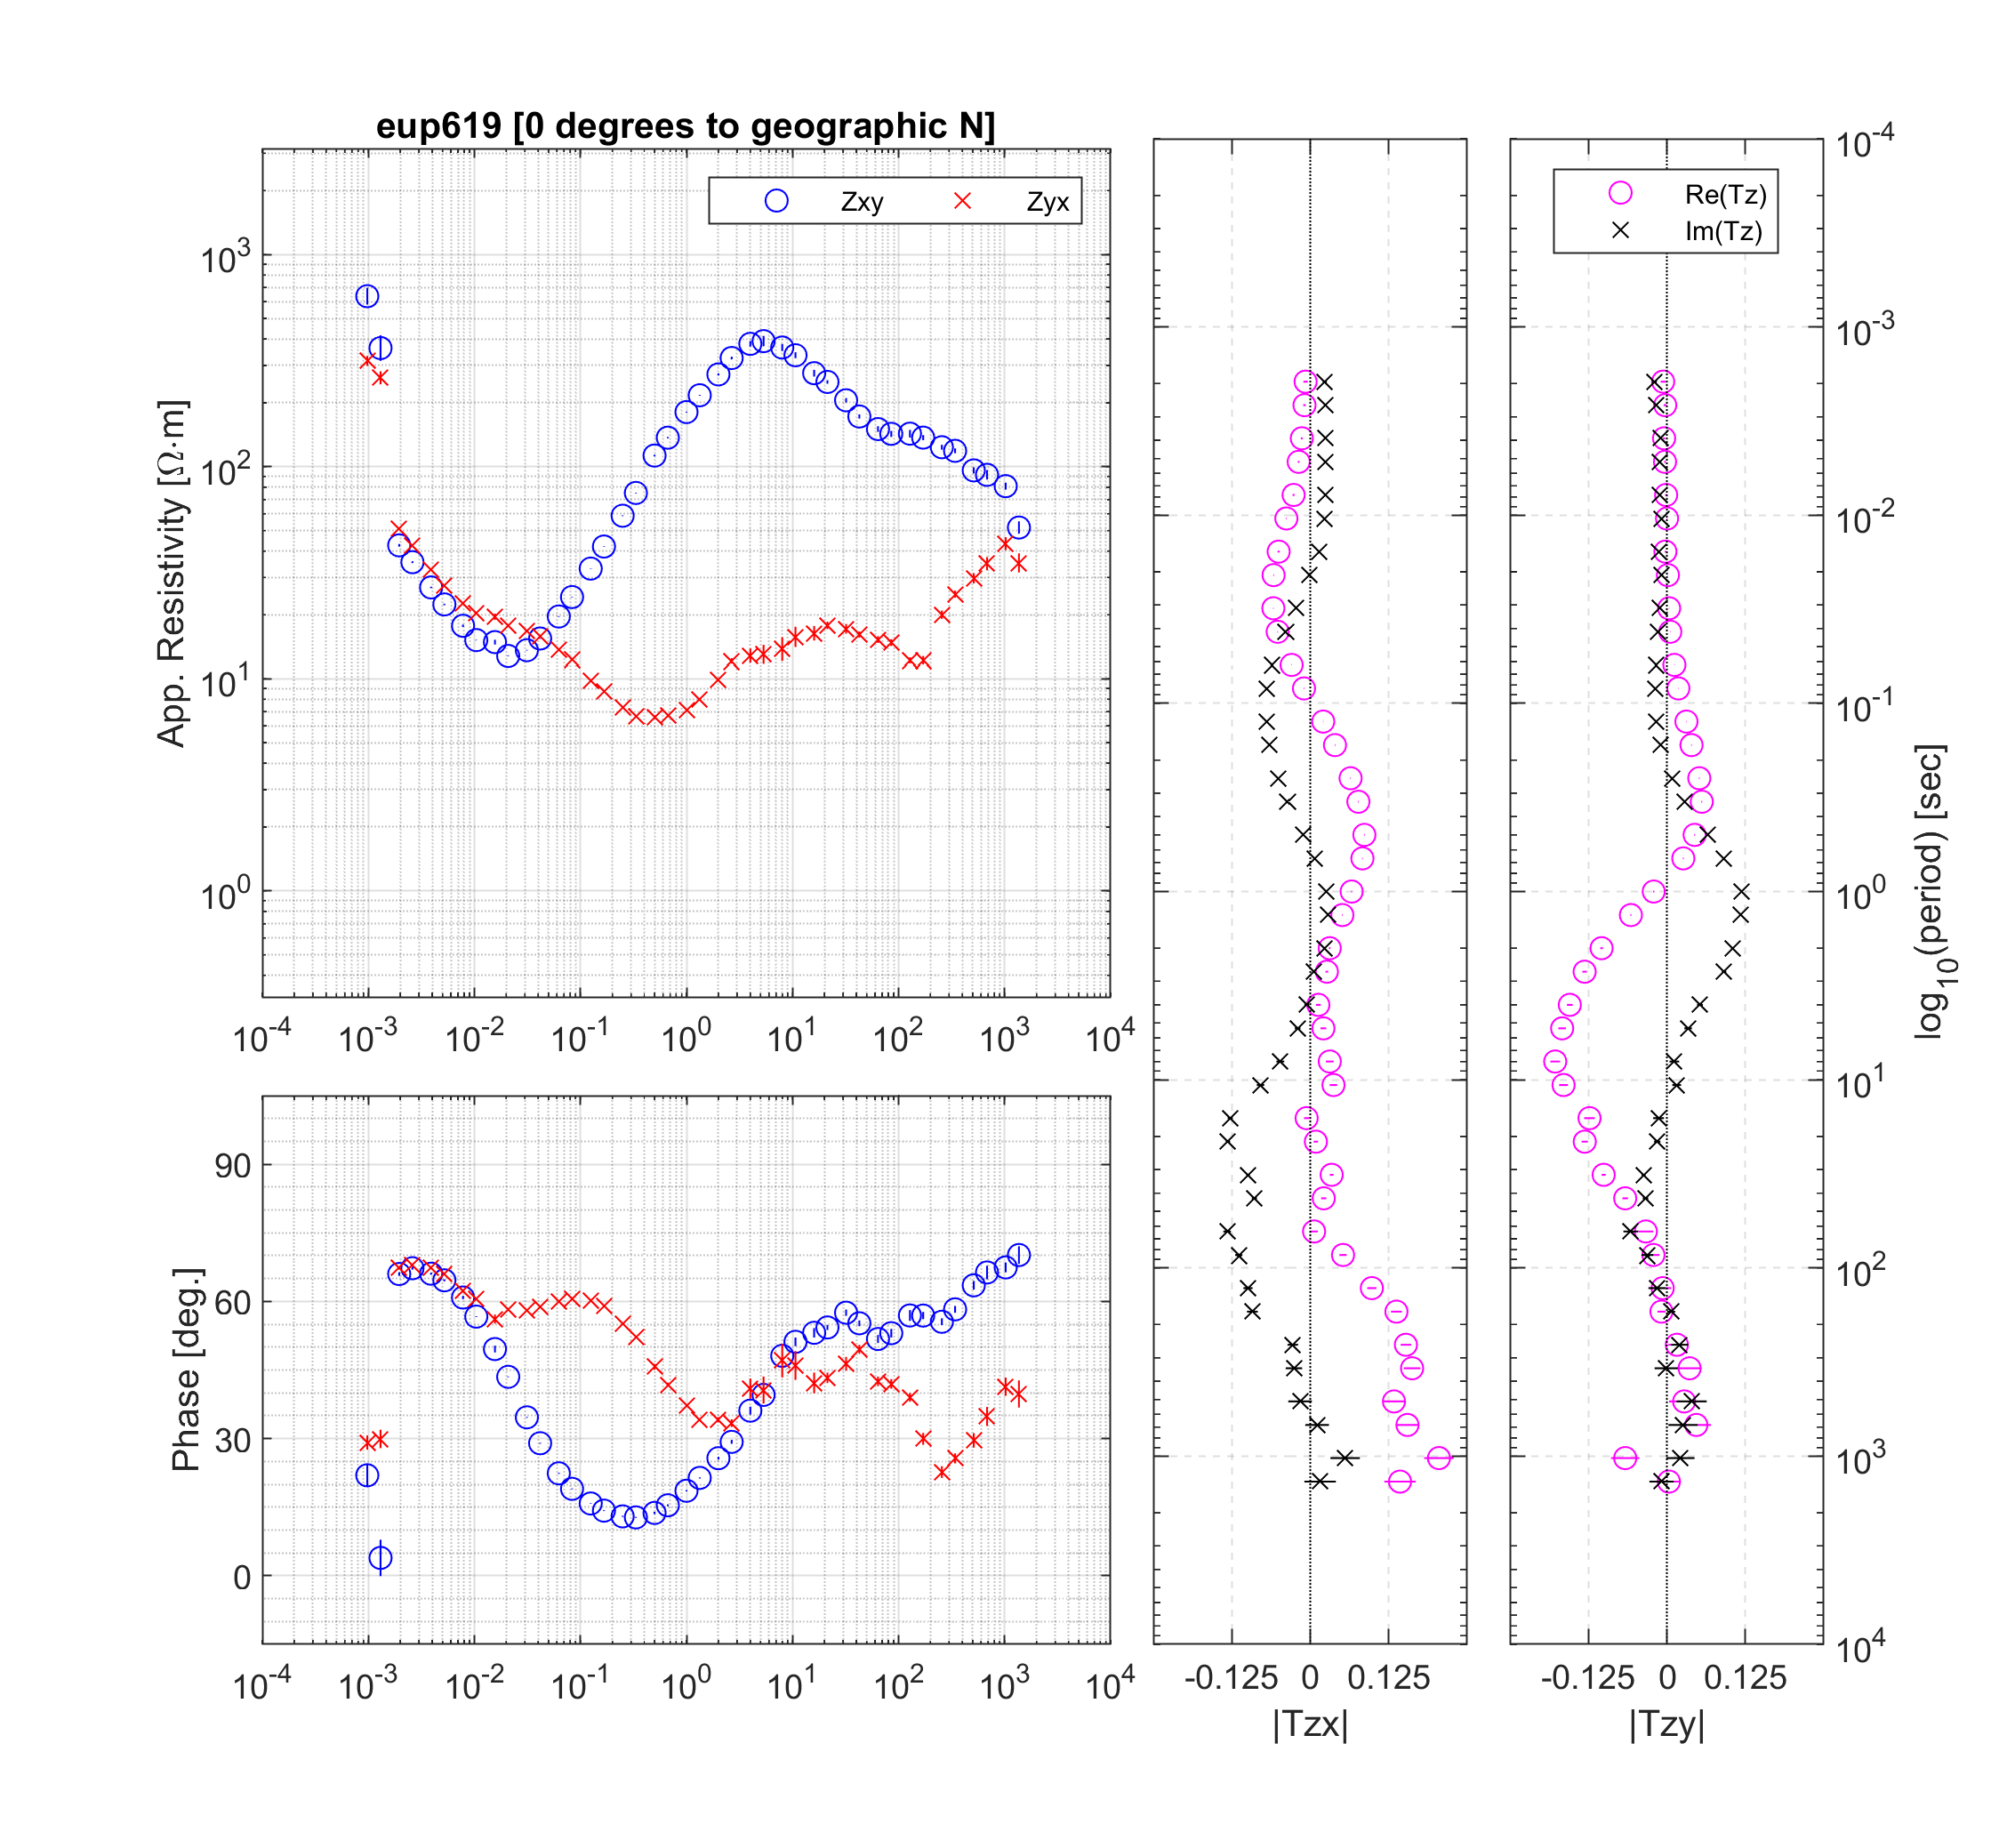 eup619 [0 degrees to geographic N]
Zxy Zyx
App. Resistivity [Ω·m]
10^3
10^2
10^1
10^0
10^-4 10^-3 10^-2 10^-1 10^0 10^1 10^2 10^3 10^4
Phase [deg.]
90
60
30
0
10^-4 10^-3 10^-2 10^-1 10^0 10^1 10^2 10^3 10^4
-0.125 0 0.125
|Tzx|
Re(Tz)
Im(Tz)
-0.125 0 0.125
|Tzy|
10^-4
10^-3
10^-2
10^-1
10^0
10^1
10^2
10^3
10^4
log_10(period) [sec]